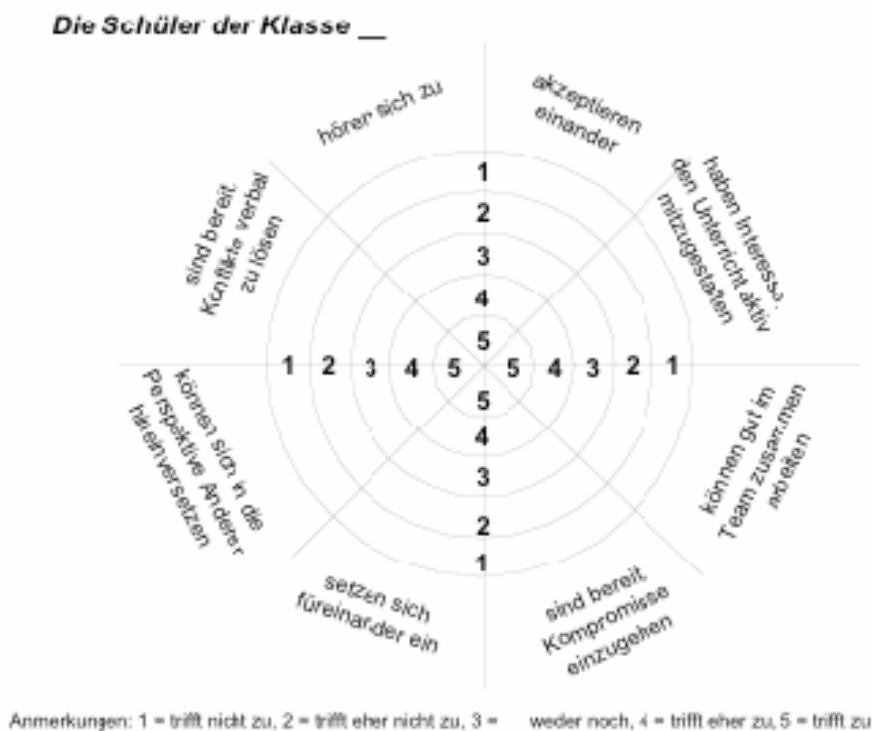 Die Schüler der Klasse __
hören sich zu
akzeptieren
einander
haben Interesse,
den Unterricht aktiv
mitzugestalten
sind bereit,
Konflikte verbal
zu lösen
1
2
3
4
5
1 2 3 4 5 5 4 3 2 1
5
4
3
2
1
können sich in die
Perspektive Anderer
hineinversetzen
können gut im
Team zusammen
arbeiten
setzen sich
füreinander ein
sind bereit,
Kompromisse
einzugehen
Anmerkungen: 1 = trifft nicht zu, 2 = trifft eher nicht zu, 3 = weder noch, 4 = trifft eher zu, 5 = trifft zu